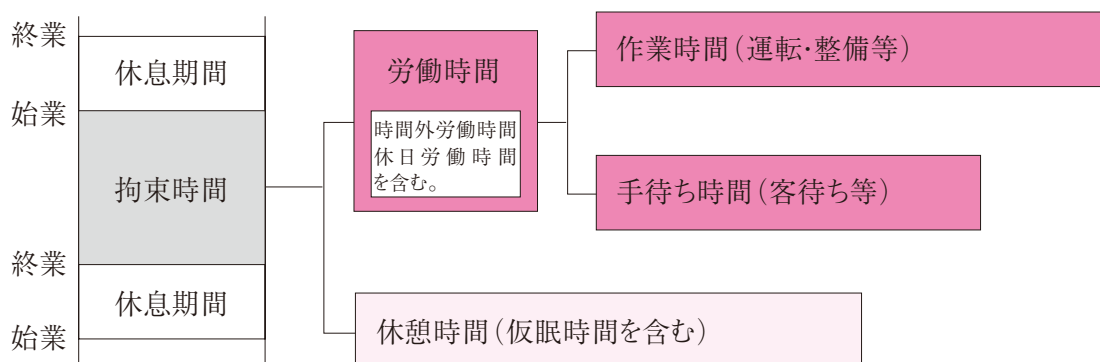 終業
休息期間
始業
拘束時間
終業
休息期間
始業
労働時間
時間外労働時間
休日労働時間
を含む。
作業時間（運転・整備等）
手待ち時間（客待ち等）
休憩時間（仮眠時間を含む）